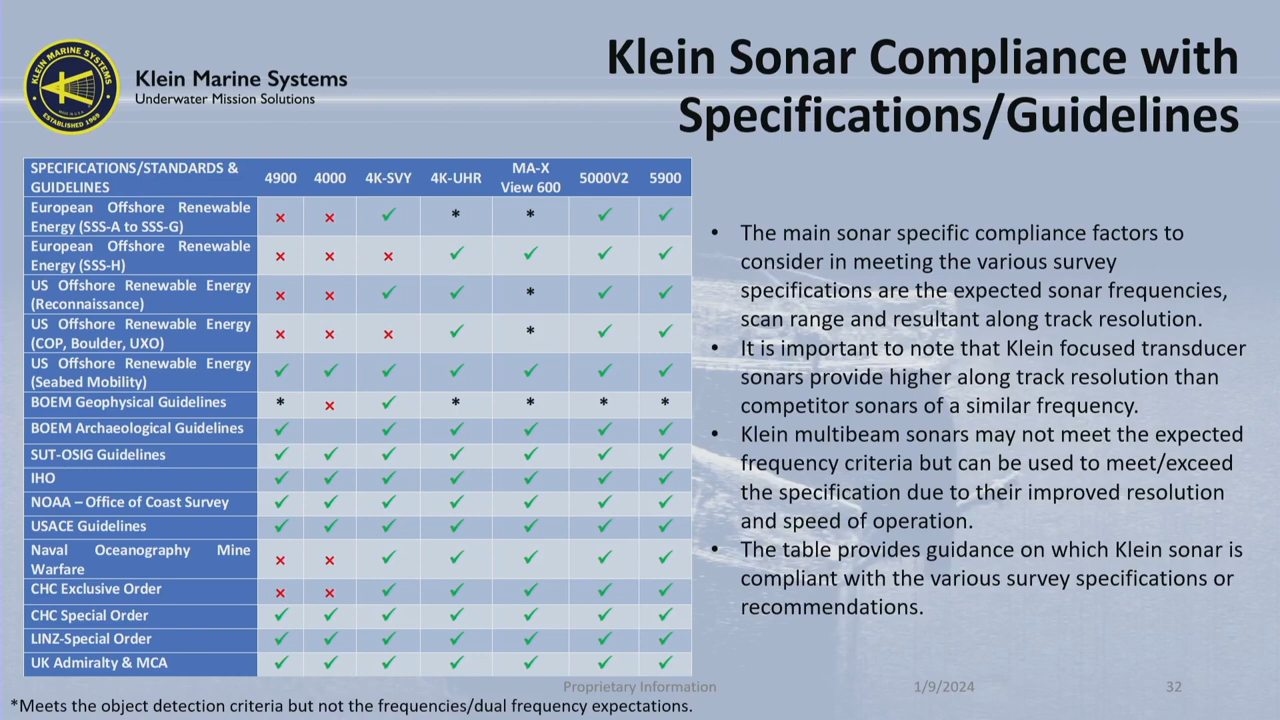 Klein Sonar Compliance with
Specifications/Guidelines
KLEIN MARINE SYSTEMS
ESTABLISHED 1969
Klein Marine Systems
Underwater Mission Solutions
SPECIFICATIONS/STANDARDS & GUIDELINES 4900 4000 4K-SVY 4K-UHR MA-X View 600 5000V2 5900
European Offshore Renewable Energy (SSS-A to SSS-G) × × ✓ * * ✓ ✓
European Offshore Renewable Energy (SSS-H) × × × ✓ ✓ ✓ ✓
US Offshore Renewable Energy (Reconnaissance) × × ✓ ✓ * ✓ ✓
US Offshore Renewable Energy (COP, Boulder, UXO) × × × ✓ * ✓ ✓
US Offshore Renewable Energy (Seabed Mobility) ✓ ✓ ✓ ✓ ✓ ✓ ✓
BOEM Geophysical Guidelines * × ✓ * * * *
BOEM Archaeological Guidelines ✓ ✓ ✓ ✓ ✓ ✓
SUT-OSIG Guidelines ✓ ✓ ✓ ✓ ✓ ✓ ✓
IHO ✓ ✓ ✓ ✓ ✓ ✓ ✓
NOAA – Office of Coast Survey ✓ ✓ ✓ ✓ ✓ ✓ ✓
USACE Guidelines ✓ ✓ ✓ ✓ ✓ ✓ ✓
Naval Oceanography Mine Warfare × × ✓ ✓ ✓ ✓ ✓
CHC Exclusive Order × × ✓ ✓ ✓ ✓ ✓
CHC Special Order ✓ ✓ ✓ ✓ ✓ ✓ ✓
LINZ-Special Order ✓ ✓ ✓ ✓ ✓ ✓ ✓
UK Admiralty & MCA ✓ ✓ ✓ ✓ ✓ ✓ ✓
*Meets the object detection criteria but not the frequencies/dual frequency expectations.
• The main sonar specific compliance factors to
consider in meeting the various survey
specifications are the expected sonar frequencies,
scan range and resultant along track resolution.
• It is important to note that Klein focused transducer
sonars provide higher along track resolution than
competitor sonars of a similar frequency.
• Klein multibeam sonars may not meet the expected
frequency criteria but can be used to meet/exceed
the specification due to their improved resolution
and speed of operation.
• The table provides guidance on which Klein sonar is
compliant with the various survey specifications or
recommendations.
Proprietary Information 1/9/2024 32